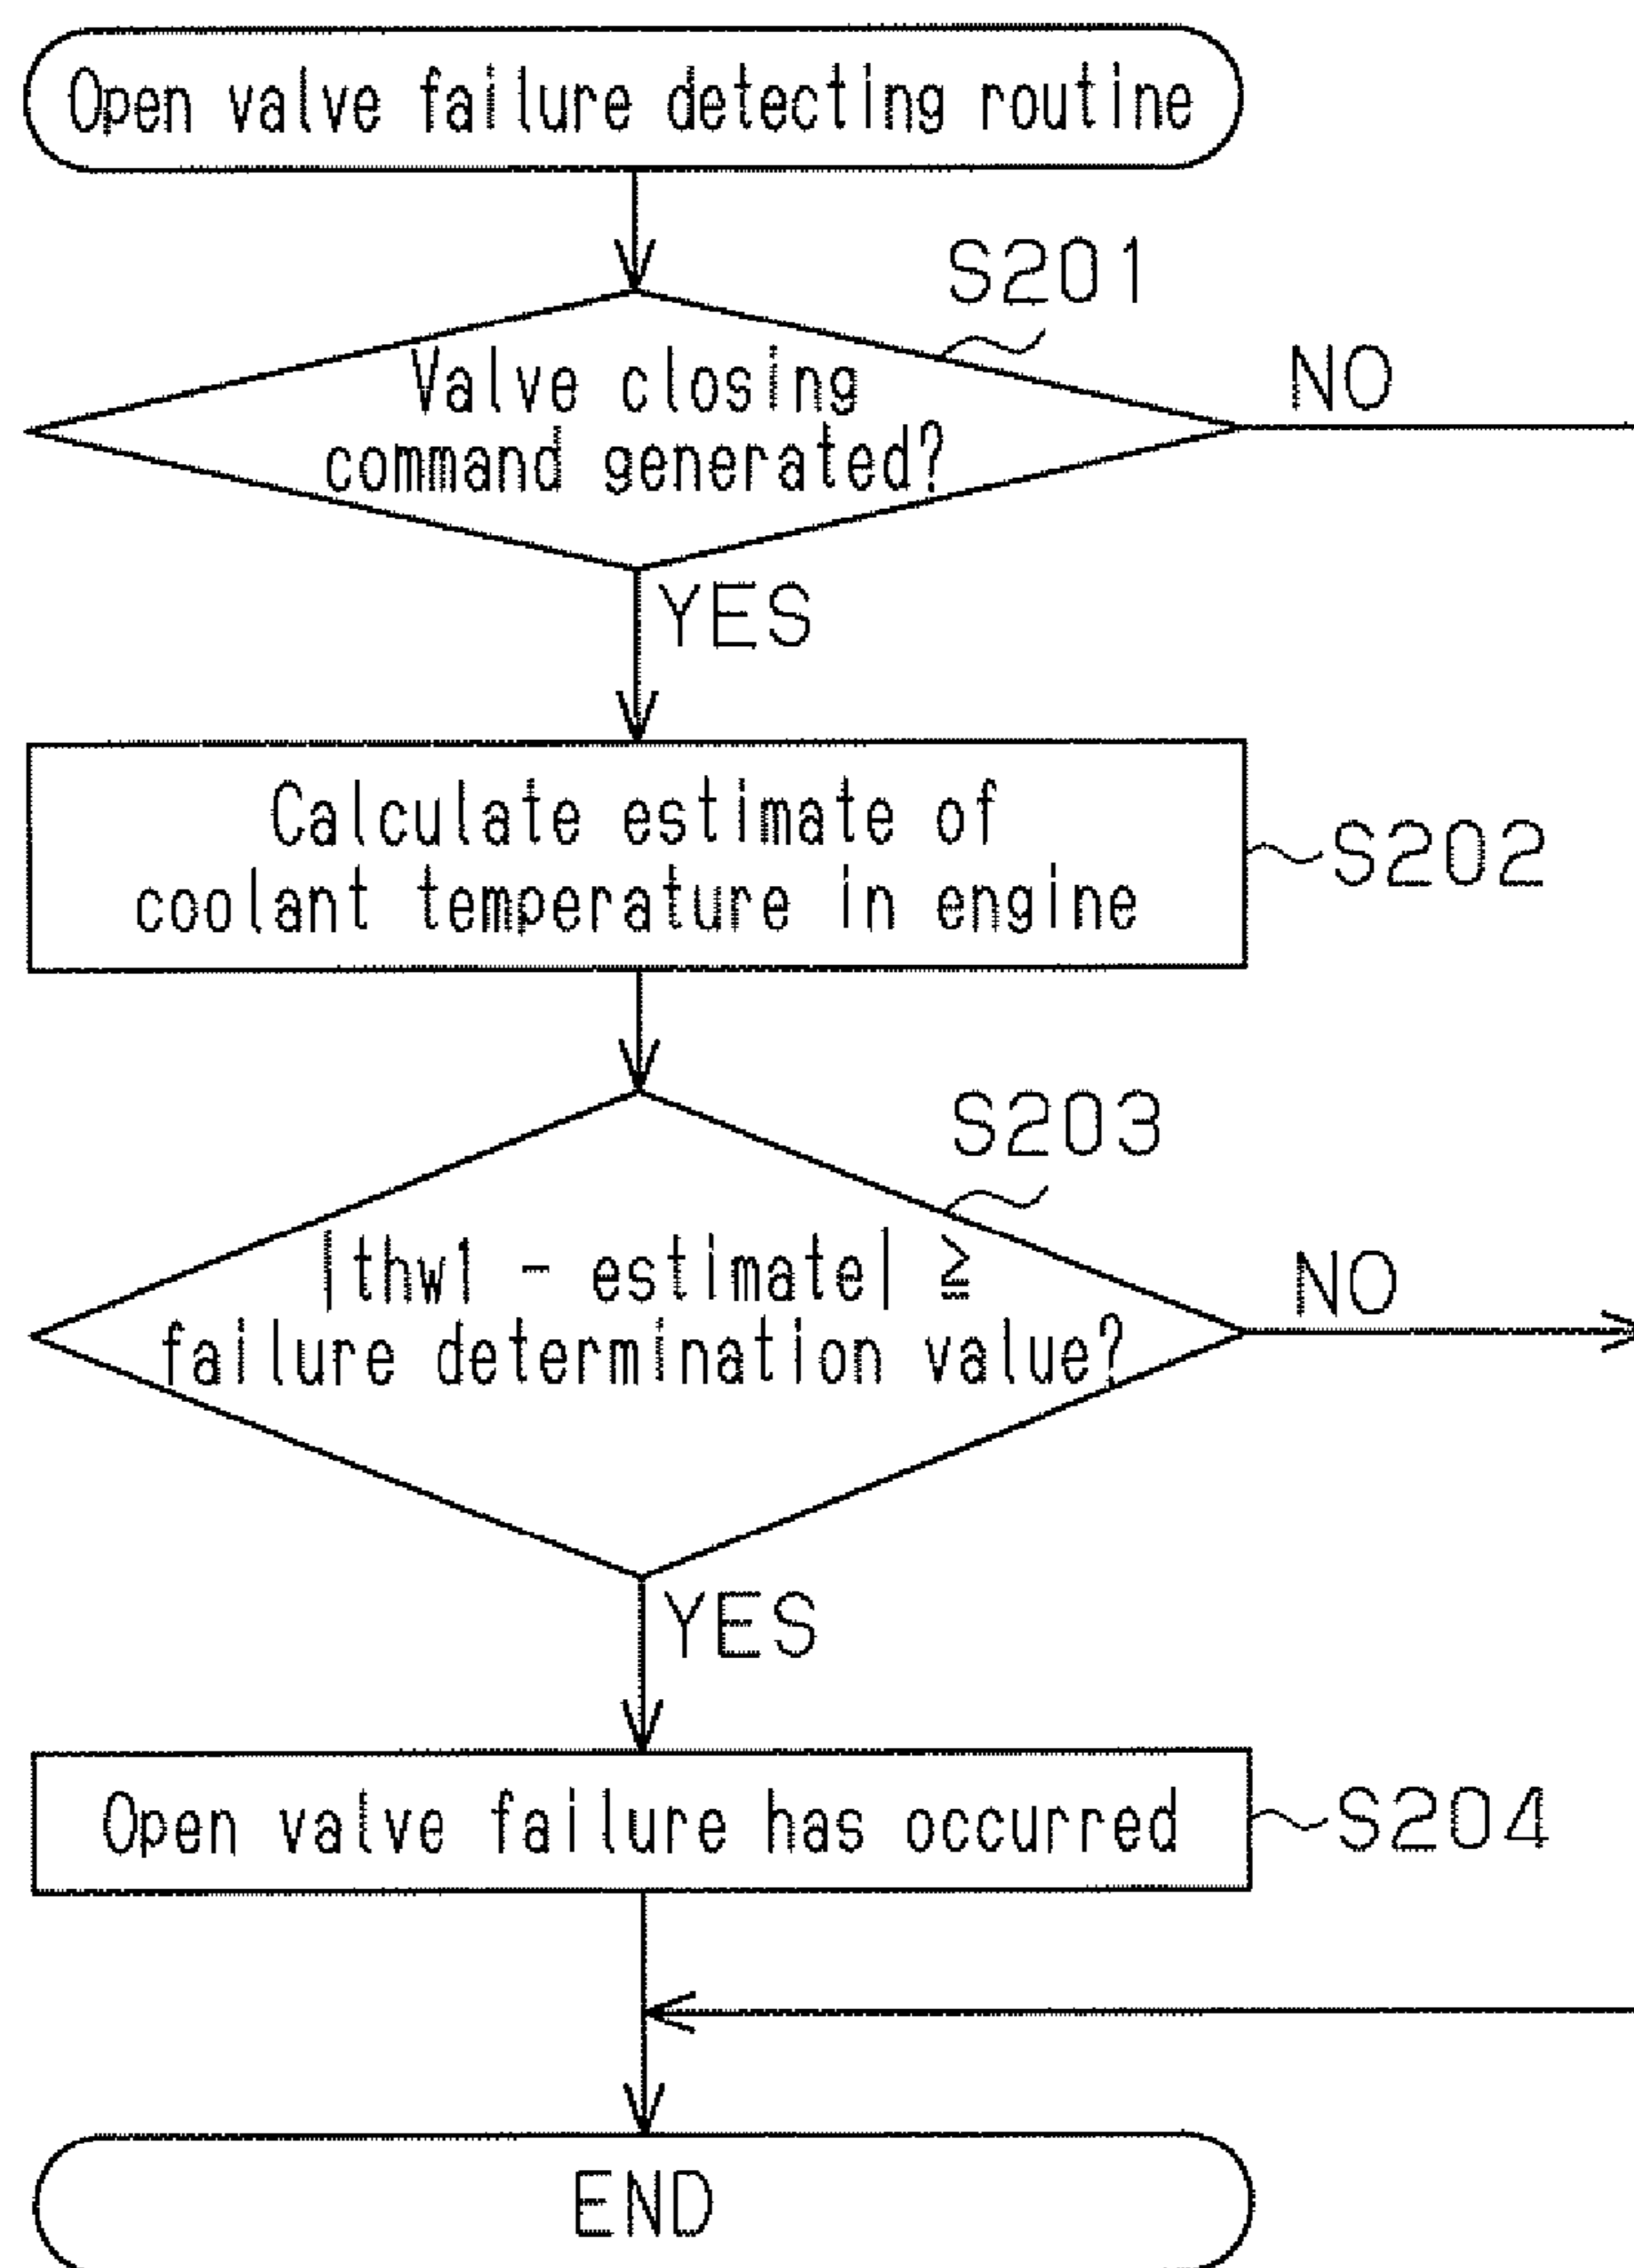 Open valve failure detecting routine
S201
Valve closing
command generated?
NO
YES
Calculate estimate of
coolant temperature in engine
S202
S203
|thw1 - estimate| ≧
failure determination value?
NO
YES
Open valve failure has occurred
S204
END